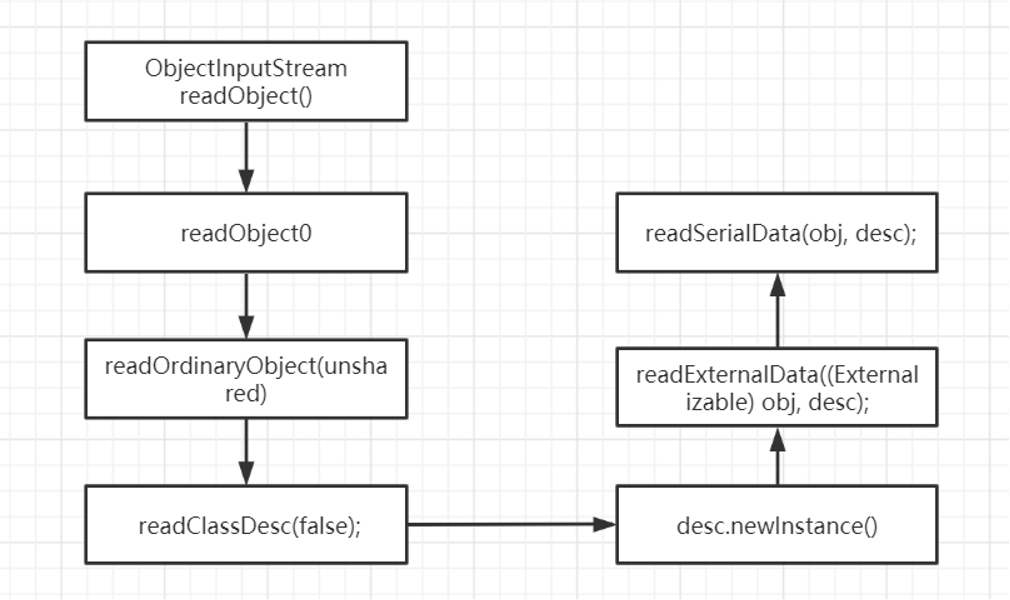 ObjectInputStream
readObject()
readObject0
readOrdinaryObject(unsha
red)
readClassDesc(false);
desc.newInstance()
readExternalData((External
izable) obj, desc);
readSerialData(obj, desc);